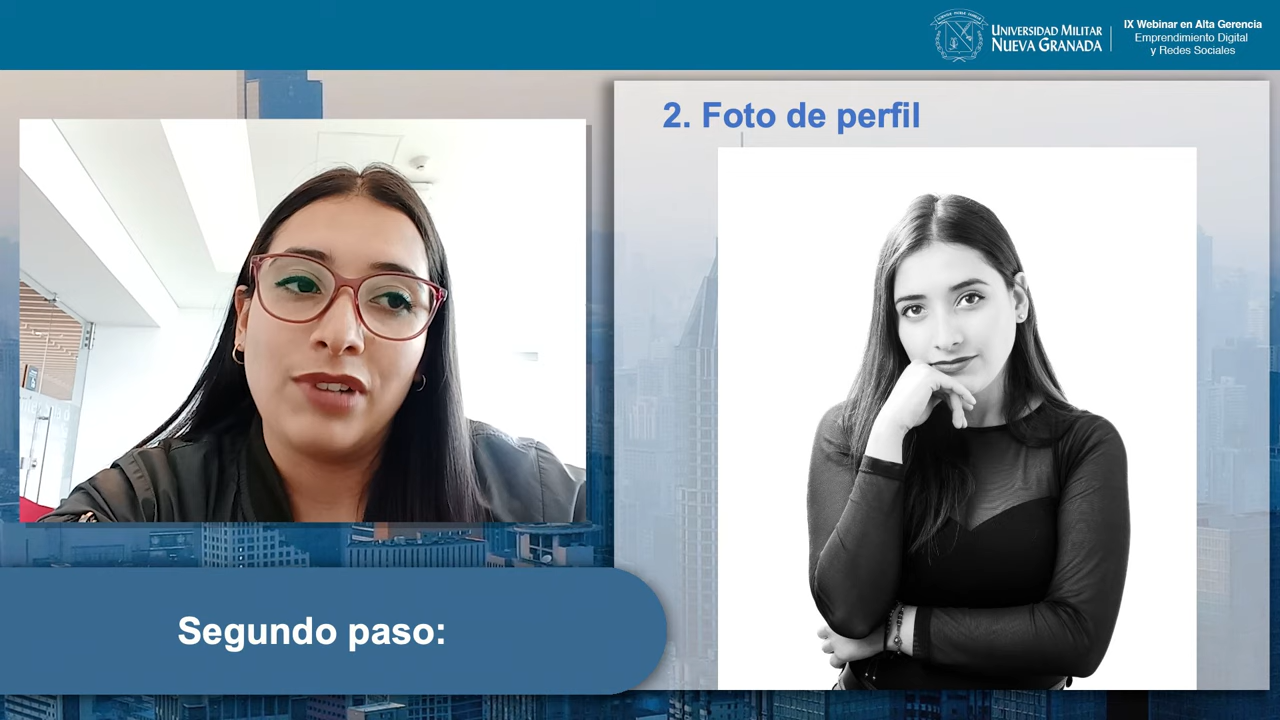 UNIVERSIDAD MILITAR
NUEVA GRANADA
IX Webinar en Alta Gerencia
Emprendimiento Digital
y Redes Sociales
2. Foto de perfil
Segundo paso: